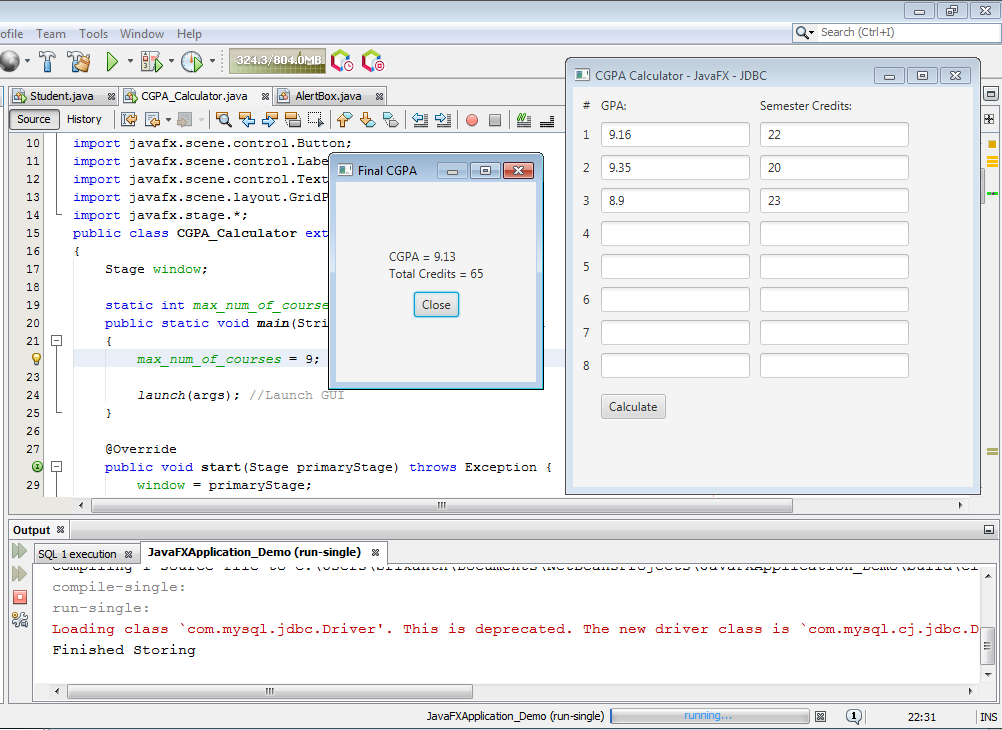 ofile Team Tools Window Help
Search (Ctrl+I)
324.3/804.0MB
Student.java CGPA_Calculator.java AlertBox.java
Source History
10 import javafx.scene.control.Button;
11 import javafx.scene.control.Labe
12 import javafx.scene.control.Text
13 import javafx.scene.layout.GridP
14 import javafx.stage.*;
15 public class CGPA_Calculator ext
16 {
17 Stage window;
18
19 static int max_num_of_course
20 public static void main(Stri
21 {
max_num_of_courses = 9;
23
24 launch(args); //Launch GUI
25 }
26
27 @Override
public void start(Stage primaryStage) throws Exception {
29 window = primaryStage;
Final CGPA
CGPA = 9.13
Total Credits = 65
Close
CGPA Calculator - JavaFX - JDBC
# GPA: Semester Credits:
1 9.16 22
2 9.35 20
3 8.9 23
4
5
6
7
8
Calculate
Output
SQL 1 execution JavaFXApplication_Demo (run-single)
compile-single:
run-single:
Loading class `com.mysql.jdbc.Driver'. This is deprecated. The new driver class is `com.mysql.cj.jdbc.D
Finished Storing
JavaFXApplication_Demo (run-single) running... 1 22:31 INS